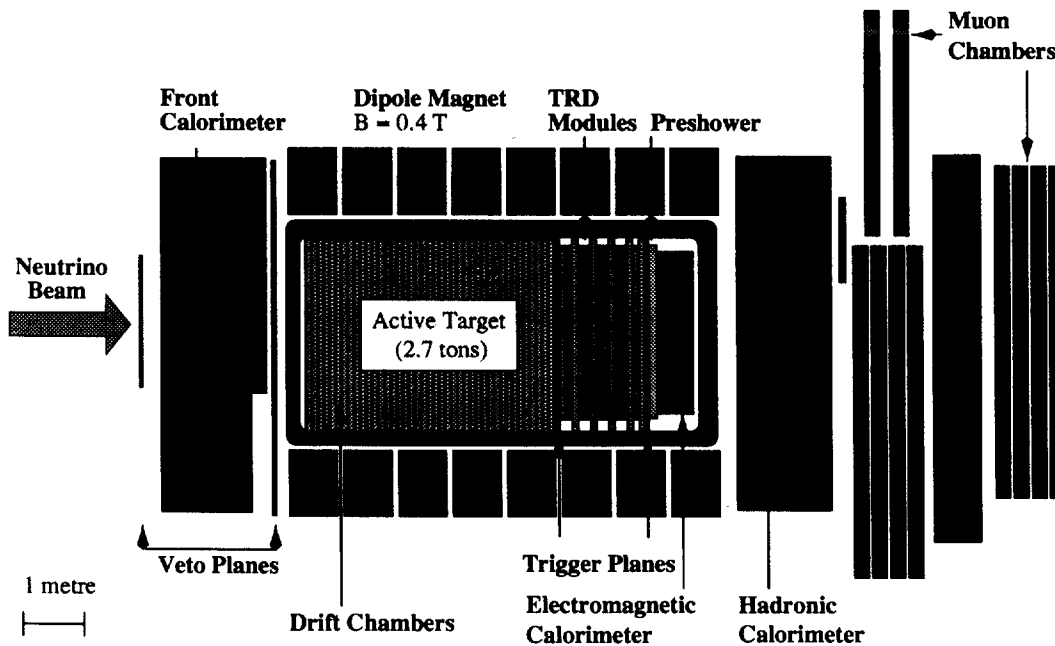 Muon
Chambers
Front
Calorimeter
Dipole Magnet
B = 0.4 T
TRD
Modules
Preshower
Neutrino
Beam
Active Target
(2.7 tons)
Veto Planes
1 metre
Drift Chambers
Trigger Planes
Electromagnetic
Calorimeter
Hadronic
Calorimeter